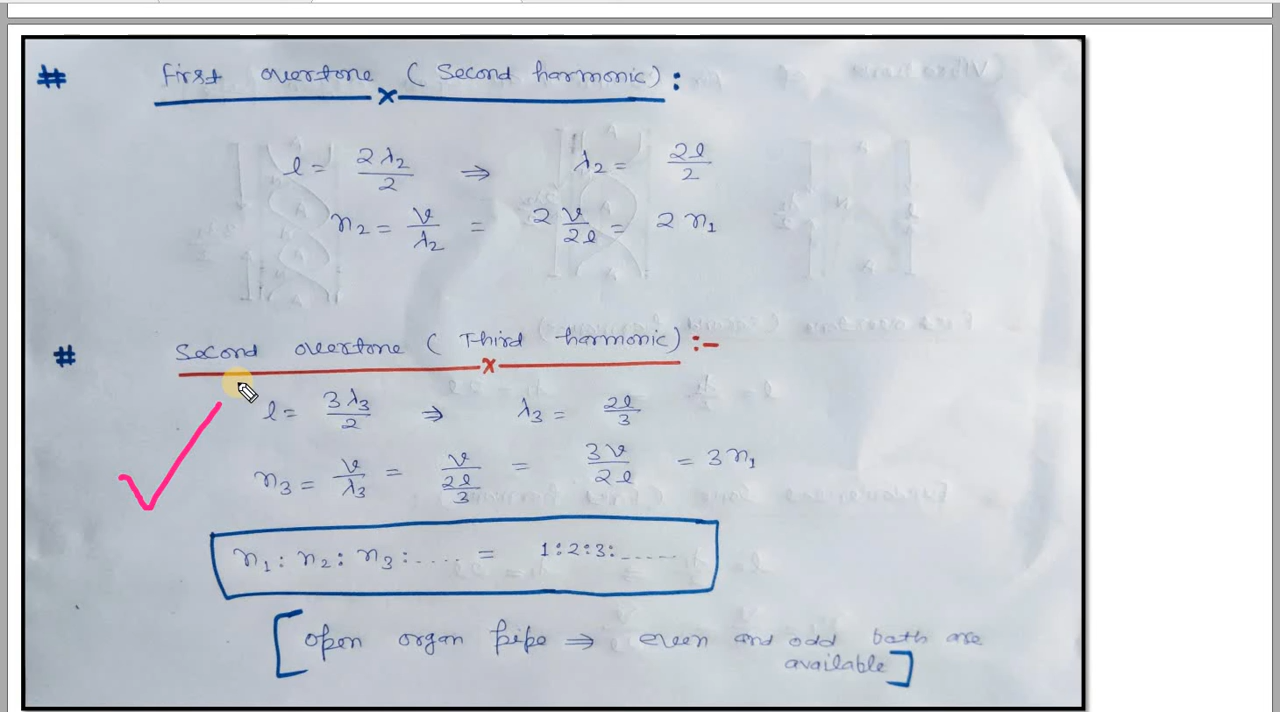 # First overtone ( Second harmonic) :
l = 2λ₂/2 ⇒ λ₂ = 2l/2
n₂ = v/λ₂ = 2 v/2l = 2 n₁
# Second overtone ( Third harmonic) :-
l = 3λ₃/2 ⇒ λ₃ = 2l/3
n₃ = v/λ₃ = v/(2l/3) = 3v/2l = 3n₁
n₁ : n₂ : n₃ : .... = 1:2:3: .....
[open organ pipe ⇒ even and odd both are
available]